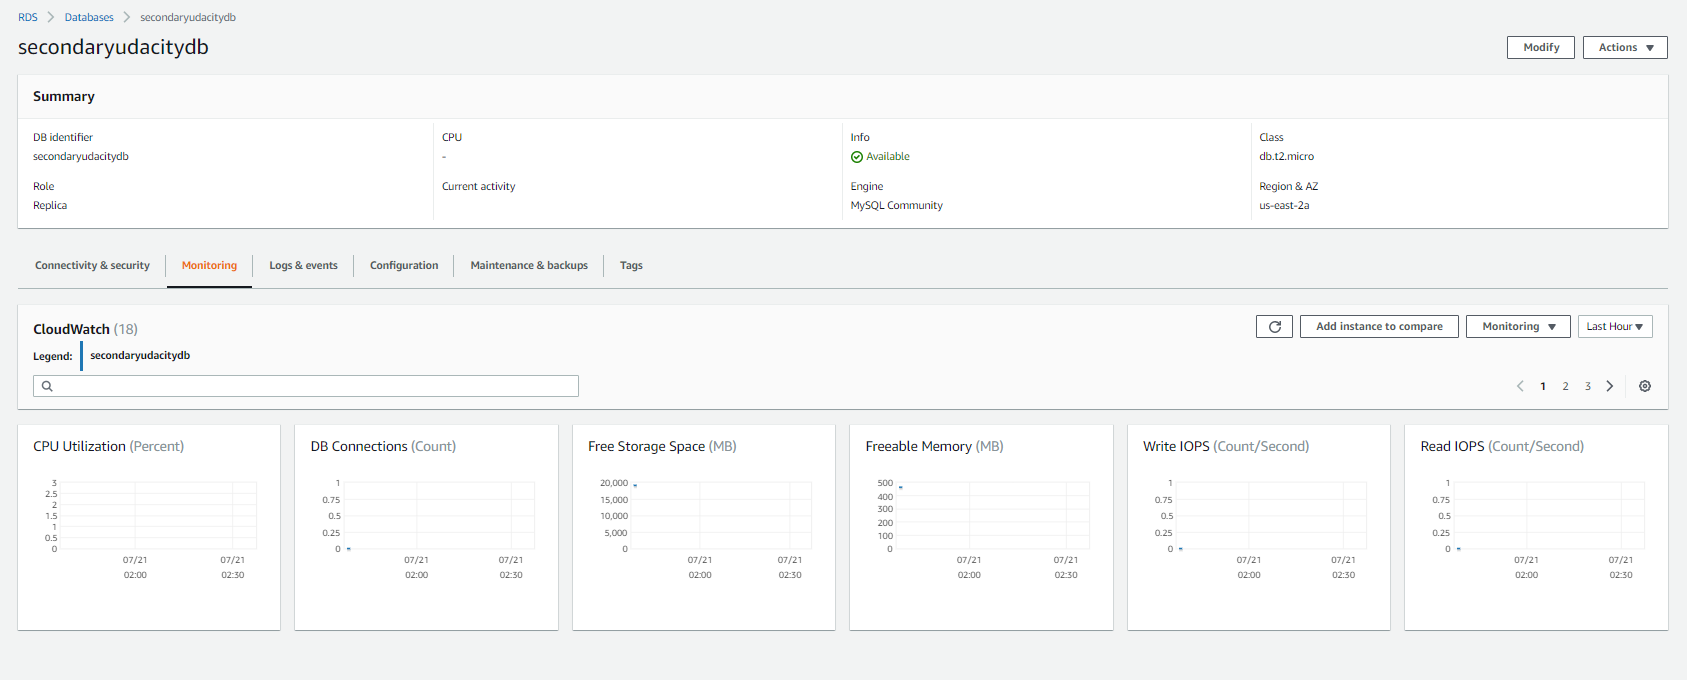 RDS > Databases > secondaryudacitydb
secondaryudacitydb
Modify
Actions
Summary
DB identifier
secondaryudacitydb
CPU
-
Info
Available
Class
db.t2.micro
Role
Replica
Current activity
Engine
MySQL Community
Region & AZ
us-east-2a
Connectivity & security
Monitoring
Logs & events
Configuration
Maintenance & backups
Tags
CloudWatch (18)
Add instance to compare
Monitoring
Last Hour
Legend:
secondaryudacitydb
1 2 3
CPU Utilization (Percent)
3
2.5
2
1.5
1
0.5
0
07/21 07/21
02:00 02:30
DB Connections (Count)
1
0.75
0.5
0.25
0
07/21 07/21
02:00 02:30
Free Storage Space (MB)
20,000
15,000
10,000
5,000
0
07/21 07/21
02:00 02:30
Freeable Memory (MB)
500
400
300
200
100
0
07/21 07/21
02:00 02:30
Write IOPS (Count/Second)
1
0.75
0.5
0.25
0
07/21 07/21
02:00 02:30
Read IOPS (Count/Second)
1
0.75
0.5
0.25
0
07/21 07/21
02:00 02:30